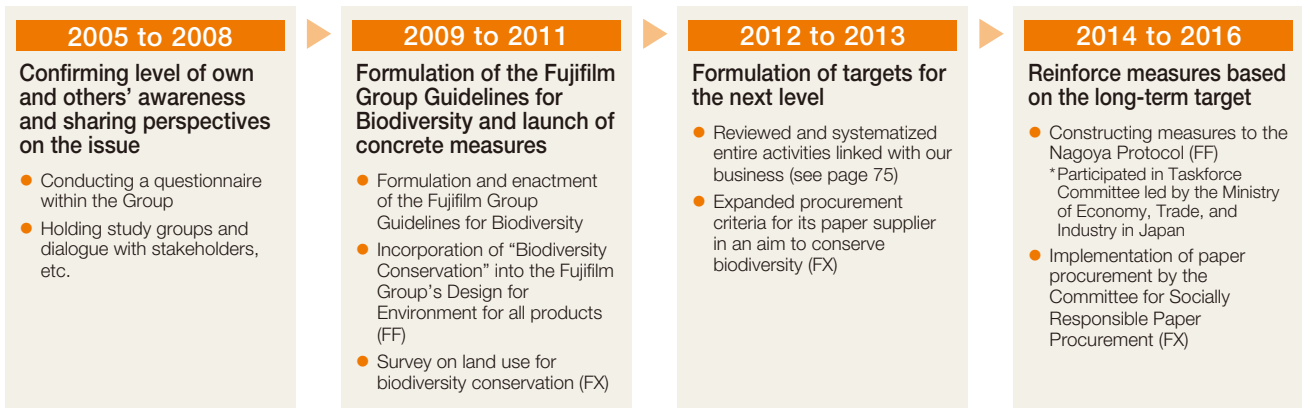 2005 to 2008
Confirming level of own
and others’ awareness
and sharing perspectives
on the issue
● Conducting a questionnaire
within the Group
● Holding study groups and
dialogue with stakeholders,
etc.
2009 to 2011
Formulation of the Fujifilm
Group Guidelines for
Biodiversity and launch of
concrete measures
● Formulation and enactment
of the Fujifilm Group
Guidelines for Biodiversity
● Incorporation of “Biodiversity
Conservation” into the Fujifilm
Group’s Design for
Environment for all products
(FF)
● Survey on land use for
biodiversity conservation (FX)
2012 to 2013
Formulation of targets for
the next level
● Reviewed and systematized
entire activities linked with our
business (see page 75)
● Expanded procurement
criteria for its paper supplier
in an aim to conserve
biodiversity (FX)
2014 to 2016
Reinforce measures based
on the long-term target
● Constructing measures to the
Nagoya Protocol (FF)
*Participated in Taskforce
Committee led by the Ministry
of Economy, Trade, and
Industry in Japan
● Implementation of paper
procurement by the
Committee for Socially
Responsible Paper
Procurement (FX)